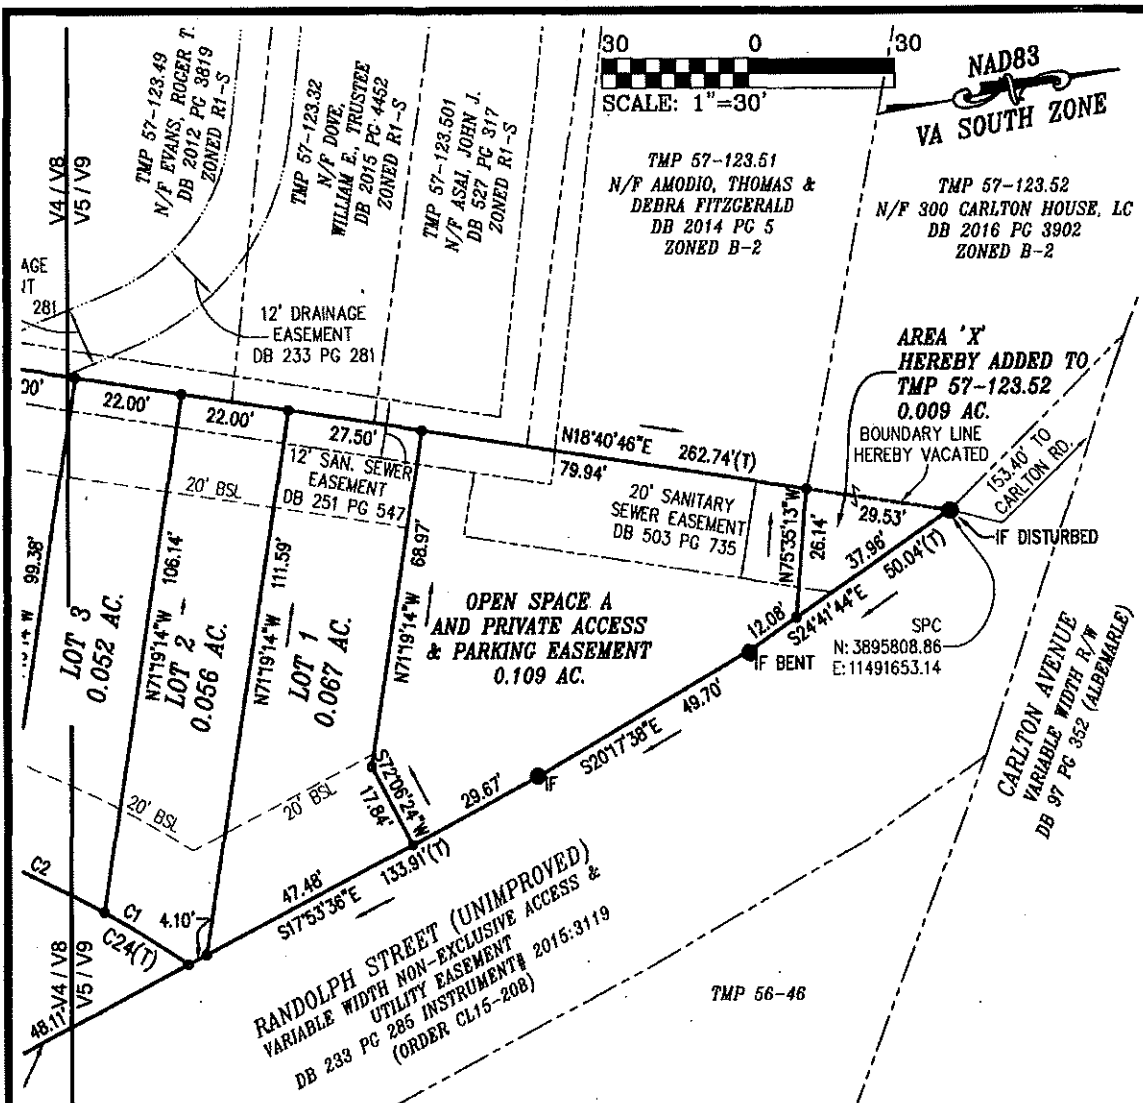 30 0 30
SCALE: 1"=30'
NAD83
VA SOUTH ZONE
TMP 57-123.49
N/F EVANS, ROGER T.
DB 2012 PG 3819
ZONED R1-S
TMP 57-123.32
N/F DOVE,
WILLIAM E., TRUSTEE
DB 2015 PG 4452
ZONED R1-S
TMP 57-123.501
N/F ASAI, JOHN J.
DB 527 PG 317
ZONED R1-S
TMP 57-123.51
N/F AMODIO, THOMAS &
DEBRA FITZGERALD
DB 2014 PG 5
ZONED B-2
TMP 57-123.52
N/F 300 CARLTON HOUSE, LC
DB 2016 PG 3902
ZONED B-2
V4 / V8
V5 / V9
AGE
IT
281
12' DRAINAGE
EASEMENT
DB 233 PG 281
AREA 'X'
HEREBY ADDED TO
TMP 57-123.52
0.009 AC.
BOUNDARY LINE
HEREBY VACATED
153.40' TO
CARLTON RD.
00'
22.00'
22.00'
27.50'
N18°40'46"E 262.74'(T)
79.94'
29.53'
12' SAN. SEWER
EASEMENT
DB 251 PG 547
20' BSL
20' SANITARY
SEWER EASEMENT
DB 503 PG 735
N75°35'13"W
26.14'
37.96'
50.04'(T)
S24°41'44"E
12.08'
IF DISTURBED
SPC
N: 3895808.86
E: 11491653.14
IF BENT
99.38'
4" W
LOT 3
0.052 AC.
N71°19'14"W 106.14'
LOT 2
0.056 AC.
N71°19'14"W 111.59'
LOT 1
0.067 AC.
N71°19'14"W 68.97'
OPEN SPACE A
AND PRIVATE ACCESS
& PARKING EASEMENT
0.109 AC.
CARLTON AVENUE
VARIABLE WIDTH R/W
DB 97 PG 352 (ALBEMARLE)
49.70'
S20°17'38"E
IF
29.67'
S72°06'24"W
17.84'
20' BSL
20' BSL
47.48'
133.91'(T)
S17°53'36"E
C2
C1
C24(T)
4.10'
V4 / V8
V5 / V9
48.11'
RANDOLPH STREET (UNIMPROVED)
VARIABLE WIDTH NON-EXCLUSIVE ACCESS &
UTILITY EASEMENT
DB 233 PG 285 INSTRUMENT# 2015:3119
(ORDER CL15-208)
TMP 56-46